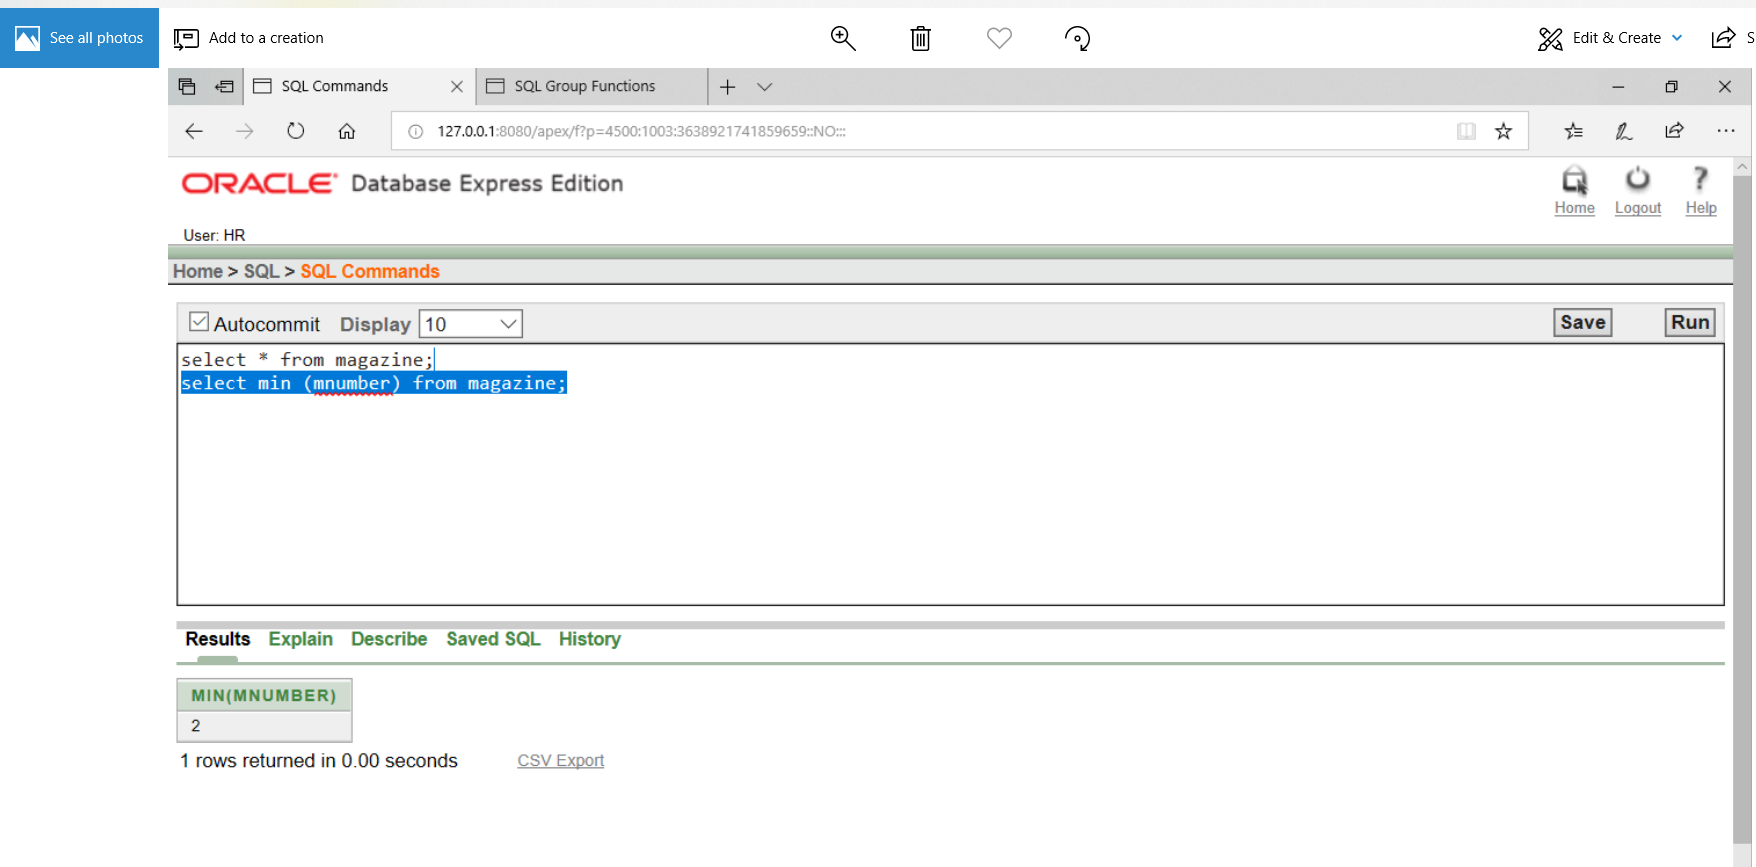 See all photos
Add to a creation
Edit & Create
S
SQL Commands
SQL Group Functions
127.0.0.1:8080/apex/f?p=4500:1003:3638921741859659::NO:::
ORACLE Database Express Edition
Home
Logout
Help
User: HR
Home > SQL > SQL Commands
Autocommit Display 10
Save
Run
select * from magazine;
select min (mnumber) from magazine;
Results Explain Describe Saved SQL History
MIN(MNUMBER)
2
1 rows returned in 0.00 seconds
CSV Export